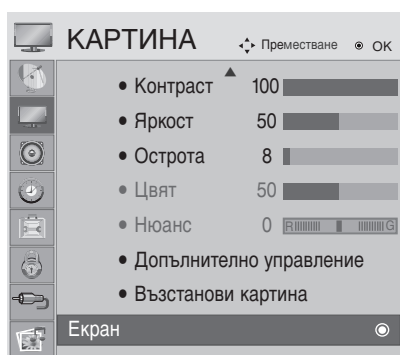 КАРТИНА Преместване OK
• Контраст 100
• Яркост 50
• Острота 8
• Цвят 50
• Нюанс 0 R G
• Допълнително управление
• Възстанови картина
Екран